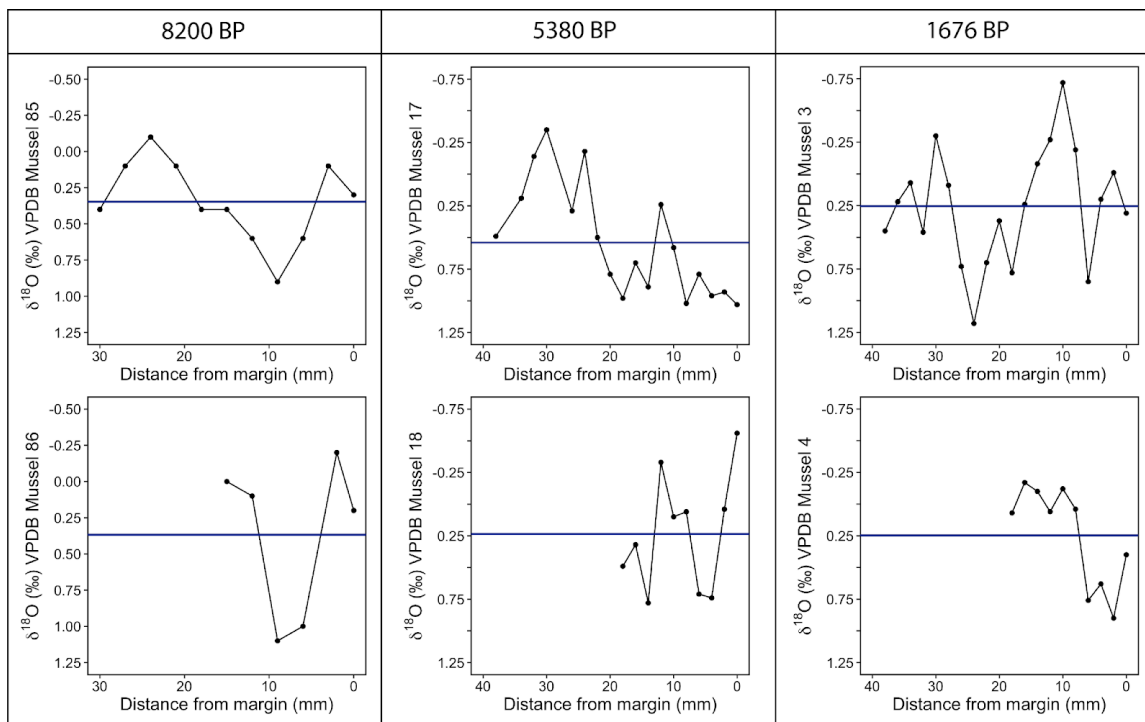 8200 BP
5380 BP
1676 BP
δ¹⁸O (‰) VPDB Mussel 85
-0.50
-0.25
0.00
0.25
0.50
0.75
1.00
1.25
30 20 10 0
Distance from margin (mm)
δ¹⁸O (‰) VPDB Mussel 17
-0.75
-0.25
0.25
0.75
1.25
40 30 20 10 0
Distance from margin (mm)
δ¹⁸O (‰) VPDB Mussel 3
-0.75
-0.25
0.25
0.75
1.25
40 30 20 10 0
Distance from margin (mm)
δ¹⁸O (‰) VPDB Mussel 86
-0.50
-0.25
0.00
0.25
0.50
0.75
1.00
1.25
30 20 10 0
Distance from margin (mm)
δ¹⁸O (‰) VPDB Mussel 18
-0.75
-0.25
0.25
0.75
1.25
40 30 20 10 0
Distance from margin (mm)
δ¹⁸O (‰) VPDB Mussel 4
-0.75
-0.25
0.25
0.75
1.25
40 30 20 10 0
Distance from margin (mm)